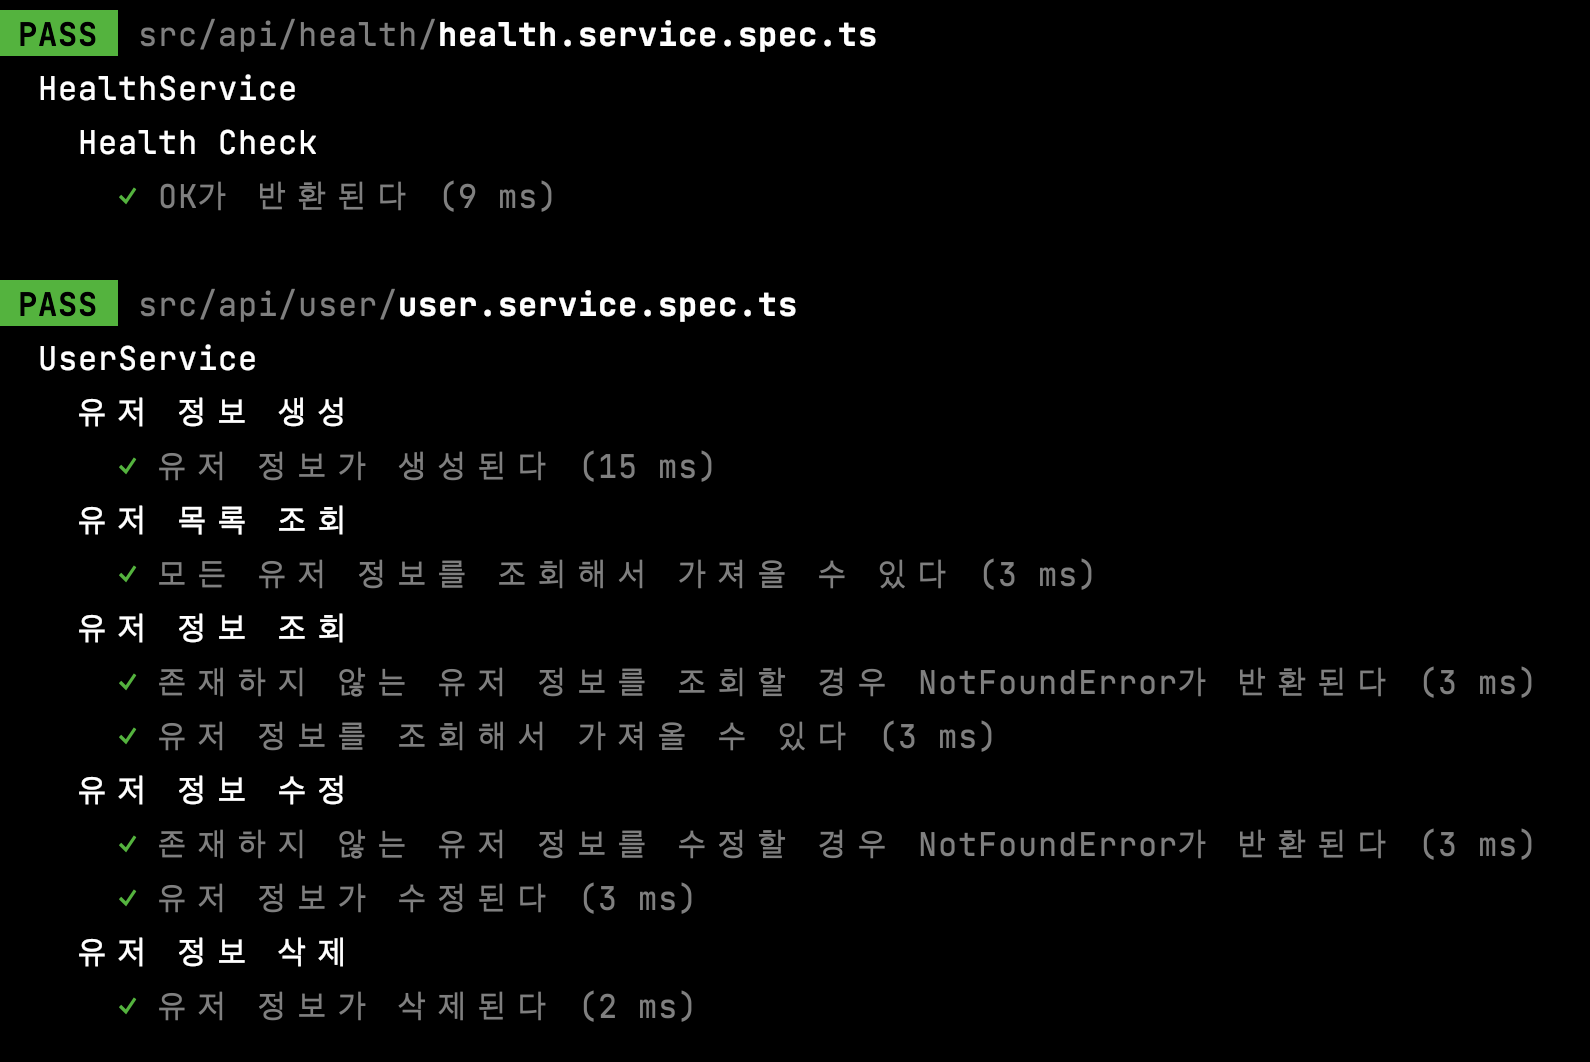 PASS src/api/health/health.service.spec.ts
HealthService
Health Check
✓ OK가 반환된다 (9 ms)
PASS src/api/user/user.service.spec.ts
UserService
유저 정보 생성
✓ 유저 정보가 생성된다 (15 ms)
유저 목록 조회
✓ 모든 유저 정보를 조회해서 가져올 수 있다 (3 ms)
유저 정보 조회
✓ 존재하지 않는 유저 정보를 조회할 경우 NotFoundError가 반환된다 (3 ms)
✓ 유저 정보를 조회해서 가져올 수 있다 (3 ms)
유저 정보 수정
✓ 존재하지 않는 유저 정보를 수정할 경우 NotFoundError가 반환된다 (3 ms)
✓ 유저 정보가 수정된다 (3 ms)
유저 정보 삭제
✓ 유저 정보가 삭제된다 (2 ms)